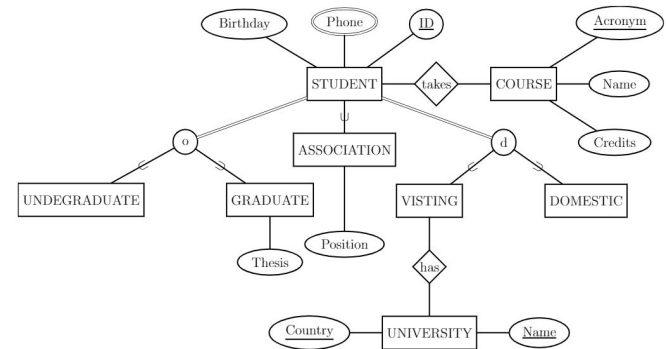 Birthday
Phone
ID
Acronym
STUDENT
takes
COURSE
Name
Credits
o
ASSOCIATION
d
UNDEGRADUATE
GRADUATE
VISTING
DOMESTIC
Position
Thesis
has
Country
UNIVERSITY
Name